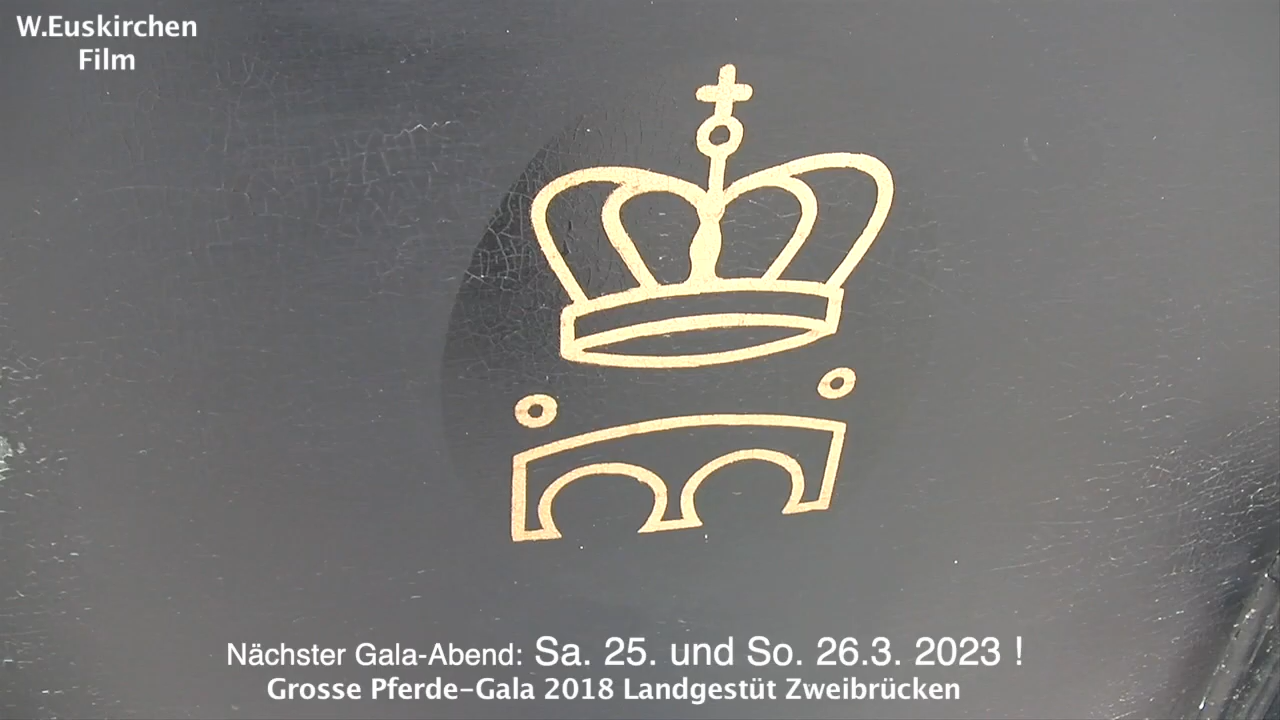 W.Euskirchen
Film
Nächster Gala-Abend: Sa. 25. und So. 26.3. 2023 !
Grosse Pferde-Gala 2018 Landgestüt Zweibrücken